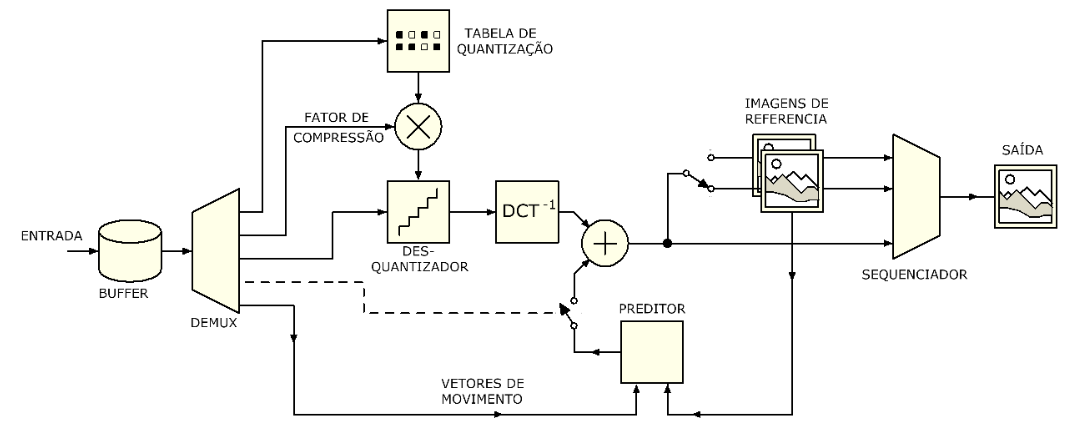 TABELA DE
QUANTIZAÇÃO
FATOR DE
COMPRESSÃO
IMAGENS DE
REFERENCIA
SAÍDA
DCT -1
ENTRADA
DES-
QUANTIZADOR
SEQUENCIADOR
BUFFER
PREDITOR
DEMUX
VETORES DE
MOVIMENTO